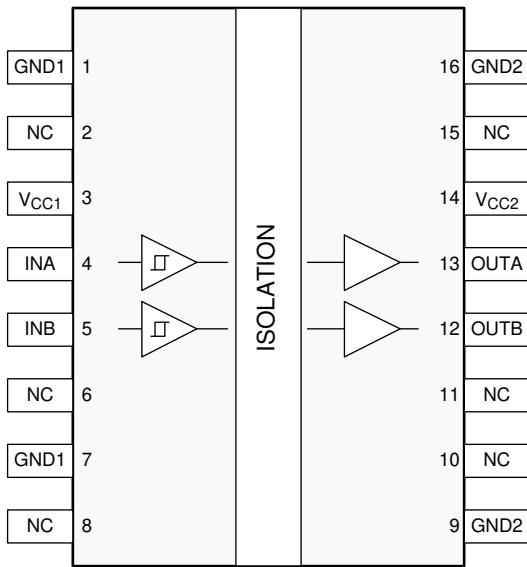 GND1 1
NC 2
VCC1 3
INA 4
INB 5
NC 6
GND1 7
NC 8
ISOLATION
16 GND2
15 NC
14 VCC2
13 OUTA
12 OUTB
11 NC
10 NC
9 GND2